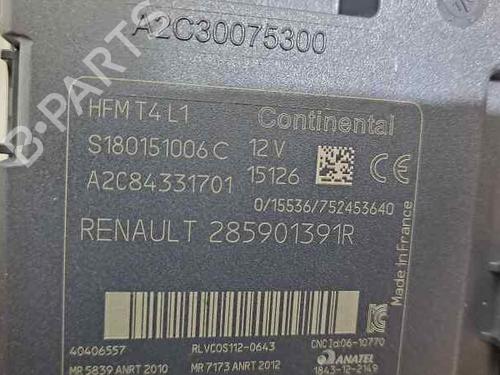 A2C30075300
HFM T4 L1
Continental
S180151006 C 12 V
A2C84331701 15126
0/15536/752453640
RENAULT 285901391R
Made in France
40406557 RLVCOS112-0643 CNC Id:06-10770
ANATEL
MR 5839 ANRT 2010 MR 7173 ANRT 2012 1843-12-2149
B-PARTS